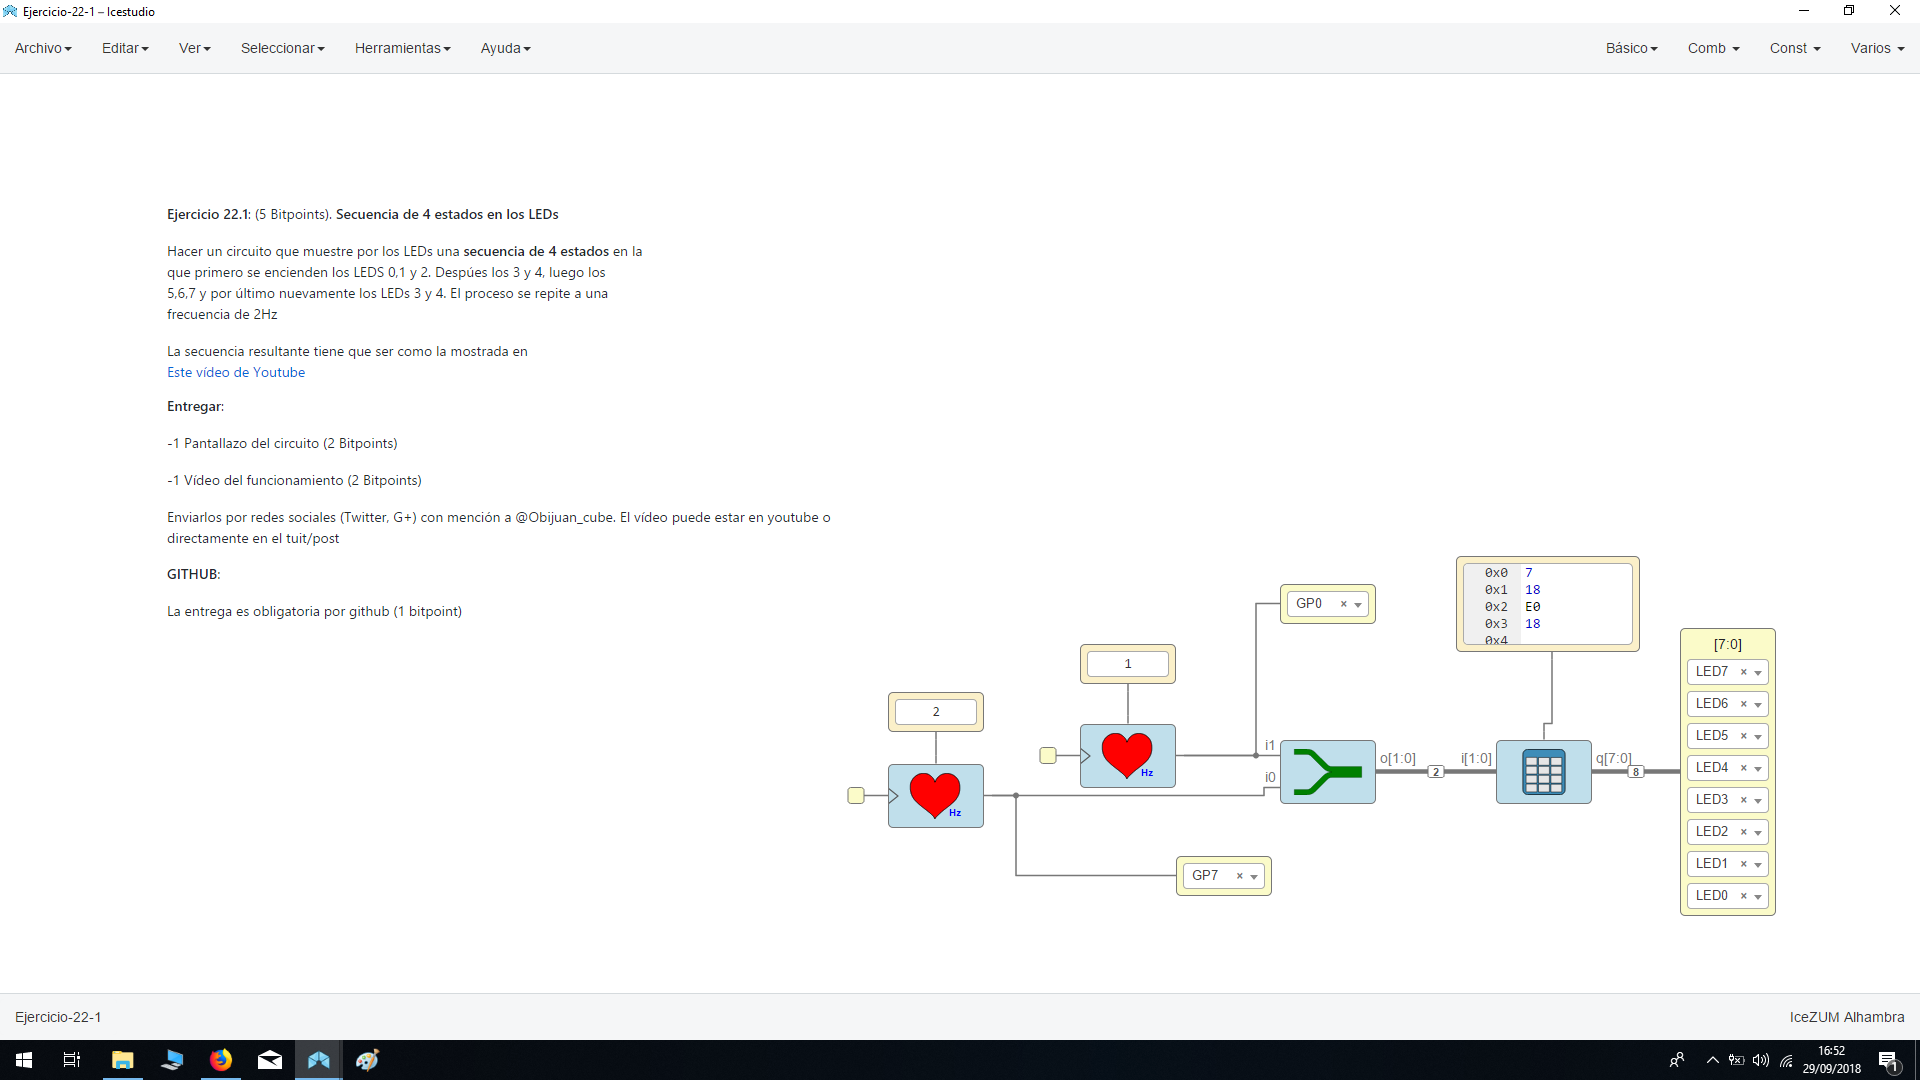 Ejercicio-22-1 – Icestudio
Archivo Editar Ver Seleccionar Herramientas Ayuda Básico Comb Const Varios
Ejercicio 22.1: (5 Bitpoints). Secuencia de 4 estados en los LEDs
Hacer un circuito que muestre por los LEDs una secuencia de 4 estados en la
que primero se encienden los LEDS 0,1 y 2. Despúes los 3 y 4, luego los
5,6,7 y por último nuevamente los LEDs 3 y 4. El proceso se repite a una
frecuencia de 2Hz
La secuencia resultante tiene que ser como la mostrada en
Este vídeo de Youtube
Entregar:
-1 Pantallazo del circuito (2 Bitpoints)
-1 Vídeo del funcionamiento (2 Bitpoints)
Enviarlos por redes sociales (Twitter, G+) con mención a @Obijuan_cube. El vídeo puede estar en youtube o
directamente en el tuit/post
GITHUB:
La entrega es obligatoria por github (1 bitpoint)
2
Hz
1
Hz
GP0
GP7
i1
i0
o[1:0]
2
i[1:0]
0x0 7
0x1 18
0x2 E0
0x3 18
0x4
q[7:0]
8
[7:0]
LED7
LED6
LED5
LED4
LED3
LED2
LED1
LED0
Ejercicio-22-1 IceZUM Alhambra
16:52
29/09/2018
1